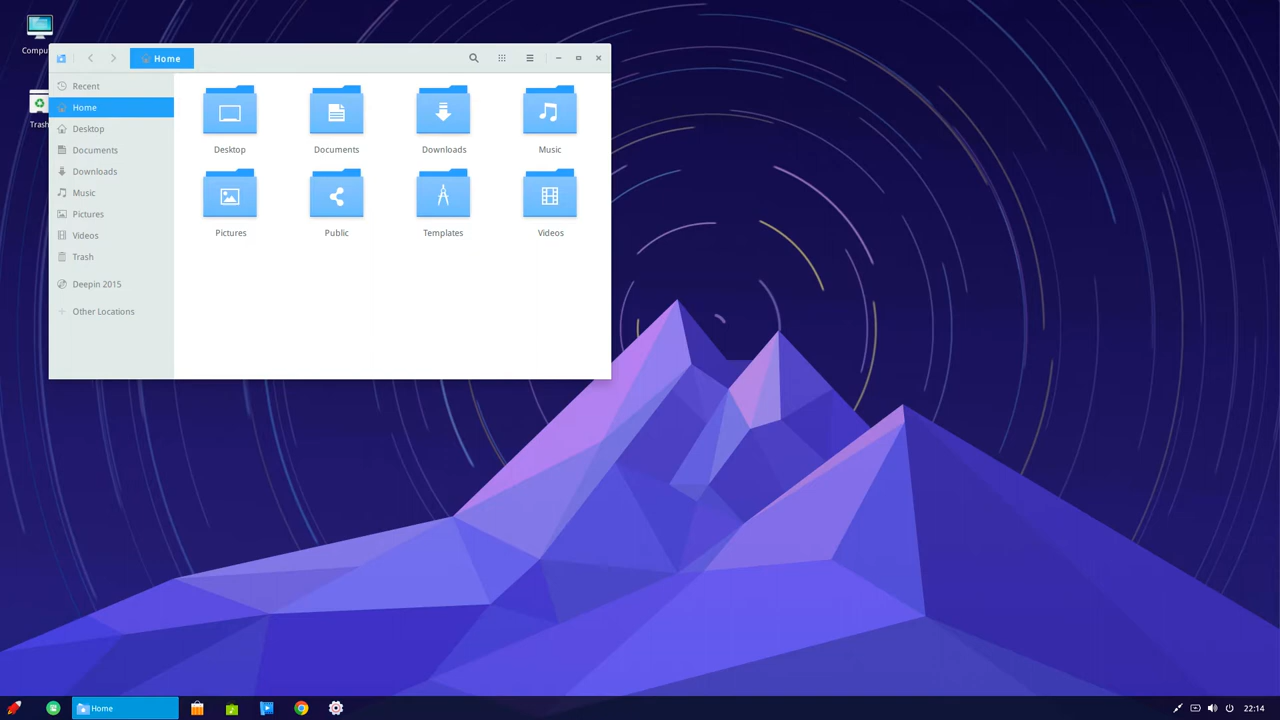 Compu
Trash
Home
Recent
Home
Desktop
Documents
Downloads
Music
Pictures
Videos
Trash
Deepin 2015
Other Locations
Desktop
Documents
Downloads
Music
Pictures
Public
Templates
Videos
Home
22:14